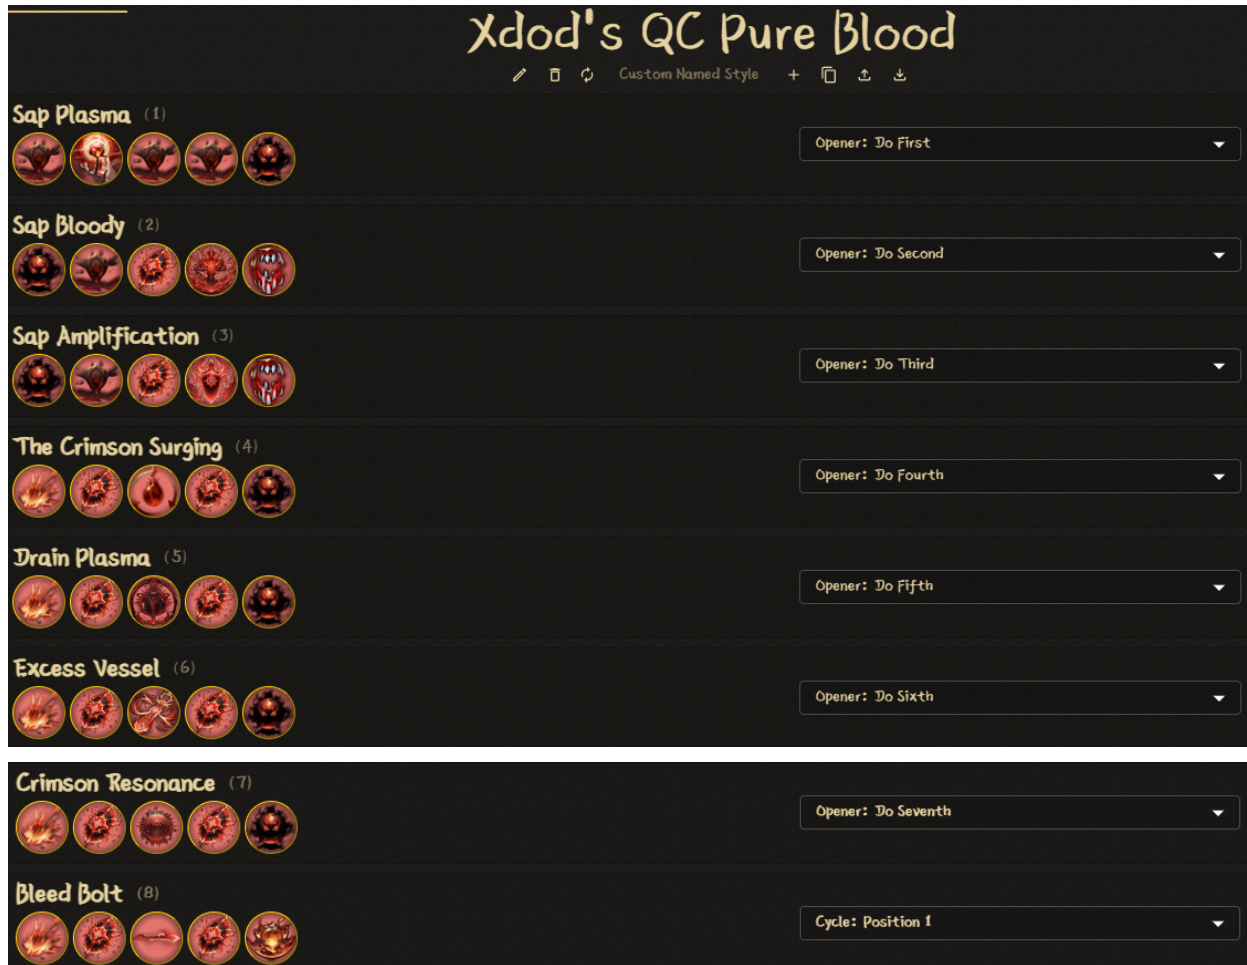 Xdod's QC Pure Blood
Custom Named Style
Sap Plasma (1)
Opener: Do First
Sap Bloody (2)
Opener: Do Second
Sap Amplification (3)
Opener: Do Third
The Crimson Surging (4)
Opener: Do Fourth
Drain Plasma (5)
Opener: Do Fifth
Excess Vessel (6)
Opener: Do Sixth
Crimson Resonance (7)
Opener: Do Seventh
Bleed Bolt (8)
Cycle: Position 1